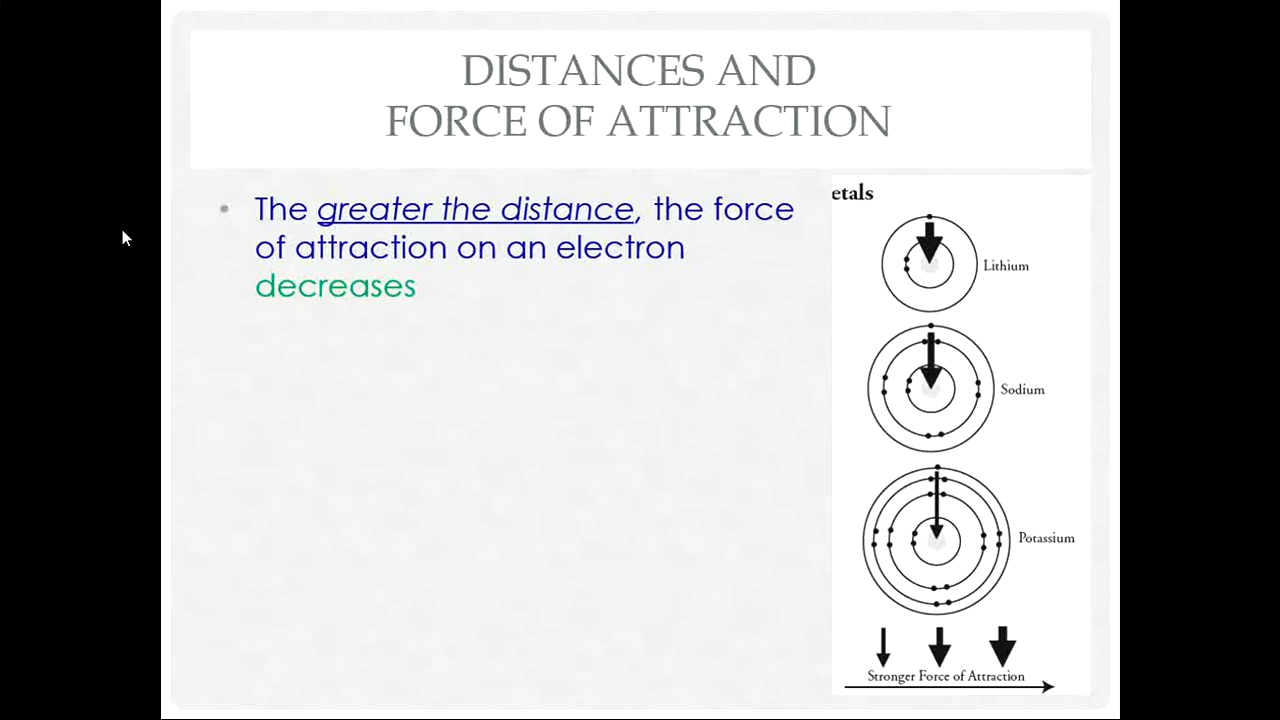 DISTANCES AND
FORCE OF ATTRACTION
The greater the distance, the force
of attraction on an electron
decreases
etals
Lithium
Sodium
Potassium
Stronger Force of Attraction